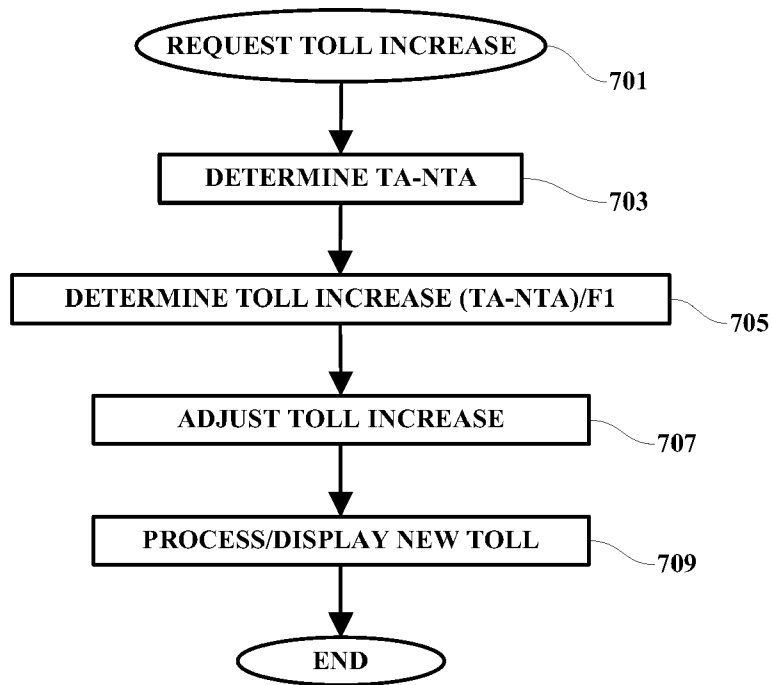 REQUEST TOLL INCREASE
701
DETERMINE TA-NTA
703
DETERMINE TOLL INCREASE (TA-NTA)/F1
705
ADJUST TOLL INCREASE
707
PROCESS/DISPLAY NEW TOLL
709
END